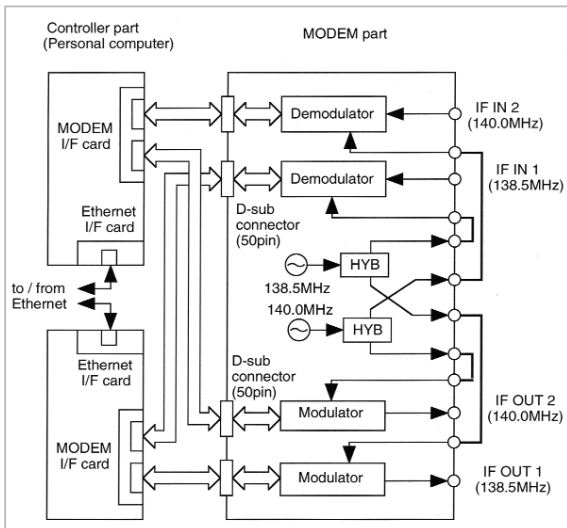 Controller part
(Personal computer)
MODEM part
MODEM
I/F card
Ethernet
I/F card
to / from
Ethernet
Ethernet
I/F card
MODEM
I/F card
Demodulator
Demodulator
D-sub
connector
(50pin)
HYB
138.5MHz
140.0MHz
HYB
D-sub
connector
(50pin)
Modulator
Modulator
IF IN 2
(140.0MHz)
IF IN 1
(138.5MHz)
IF OUT 2
(140.0MHz)
IF OUT 1
(138.5MHz)